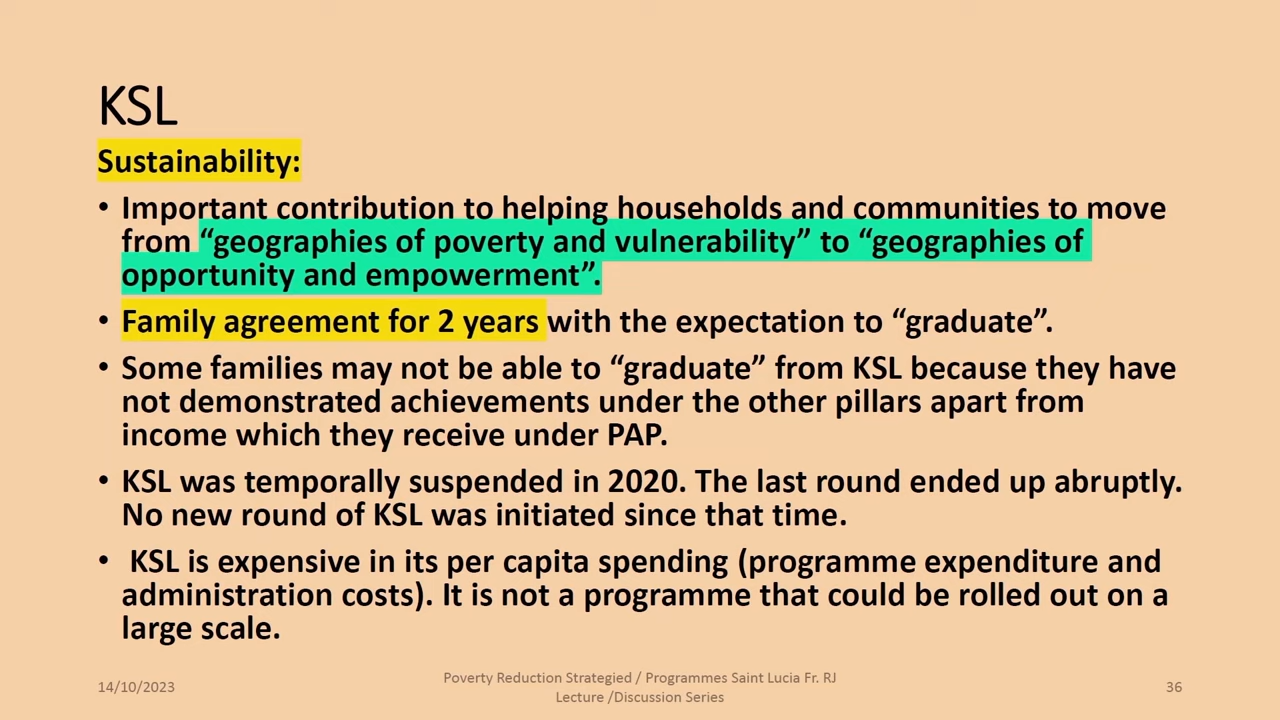 KSL
Sustainability:
• Important contribution to helping households and communities to move
from “geographies of poverty and vulnerability” to “geographies of
opportunity and empowerment”.
• Family agreement for 2 years with the expectation to “graduate”.
• Some families may not be able to “graduate” from KSL because they have
not demonstrated achievements under the other pillars apart from
income which they receive under PAP.
• KSL was temporally suspended in 2020. The last round ended up abruptly.
No new round of KSL was initiated since that time.
• KSL is expensive in its per capita spending (programme expenditure and
administration costs). It is not a programme that could be rolled out on a
large scale.
14/10/2023
Poverty Reduction Strategied / Programmes Saint Lucia Fr. RJ
Lecture /Discussion Series
36